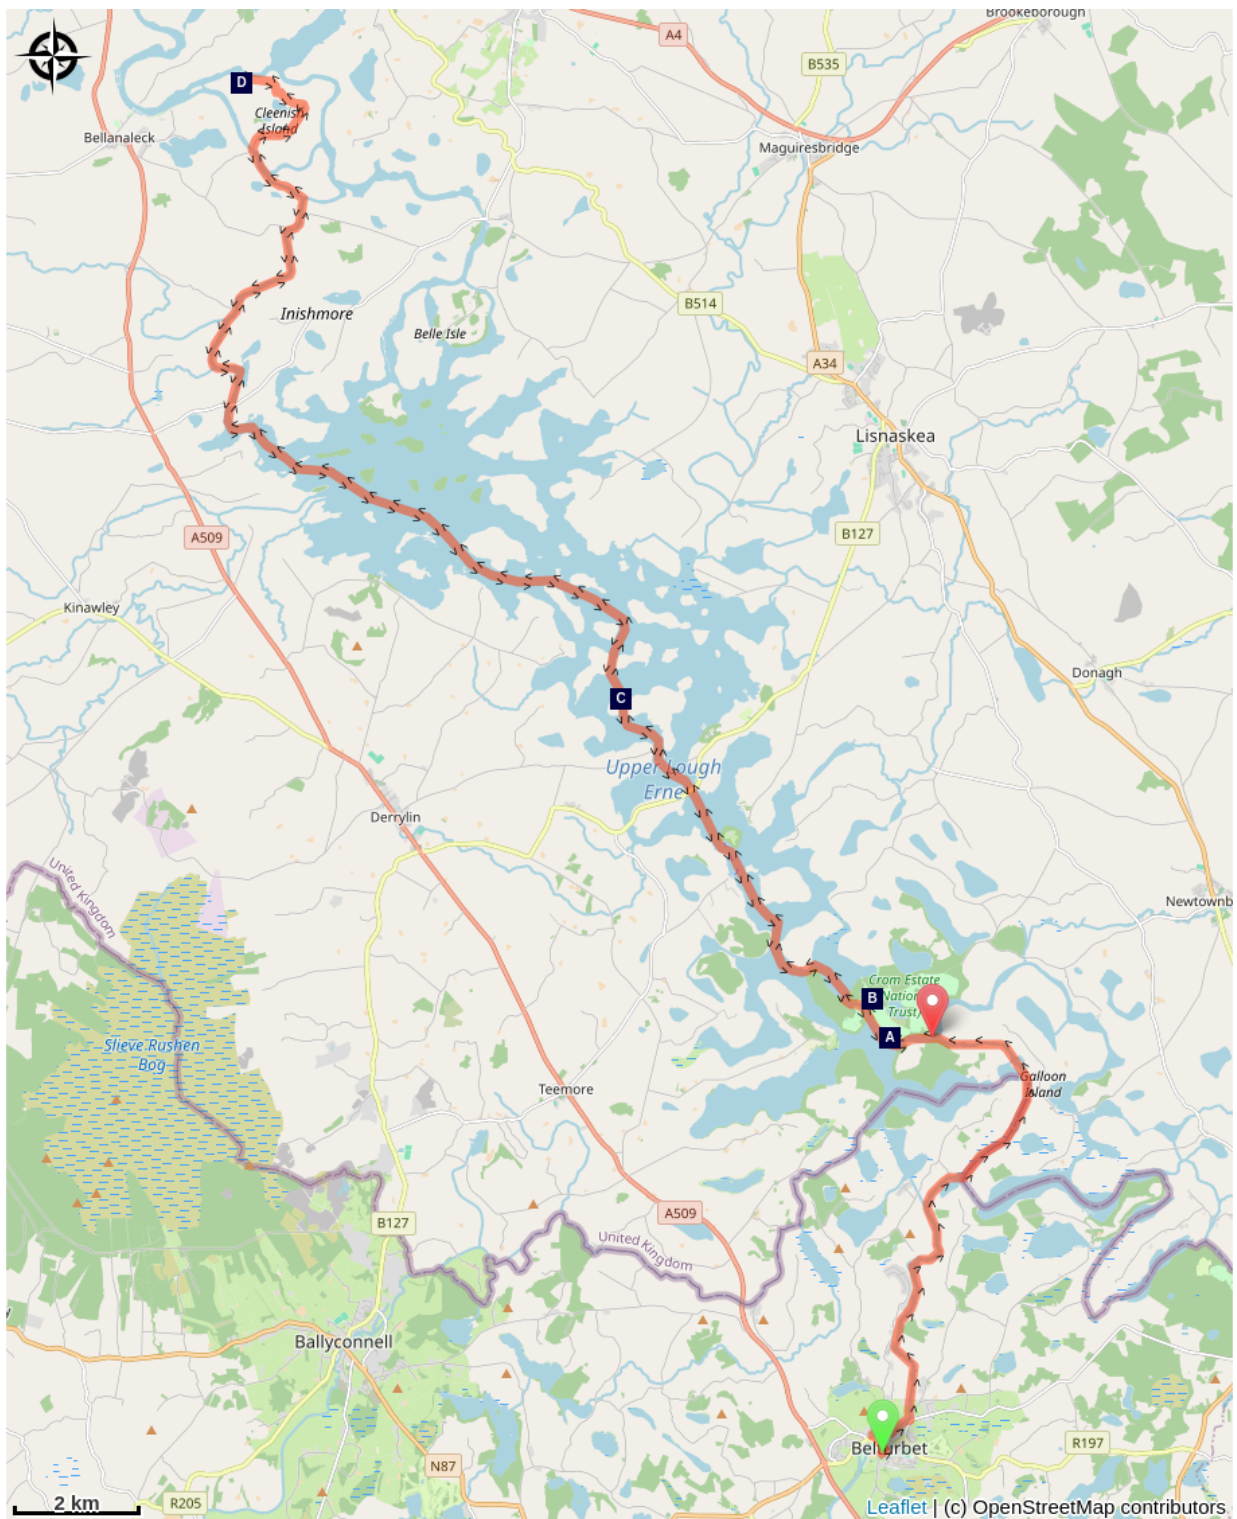 Brookeborough
A4
B535
D
Cleenish
Island
Bellanaleck
Maguiresbridge
B514
Inishmore
Belle Isle
A34
Lisnaskea
A509
B127
Kinawley
Donagh
C
Upper Lough
Erne
Derrylin
United Kingdom
Newtownb
Crom Estate
B
Nation
Trust)
A
Slieve Rushen
Bog
Galloon
Island
Teemore
A509
B127
United Kingdom
Ballyconnell
Belturbet
R197
N87
2 km
R205
Leaflet | (c) OpenStreetMap contributors